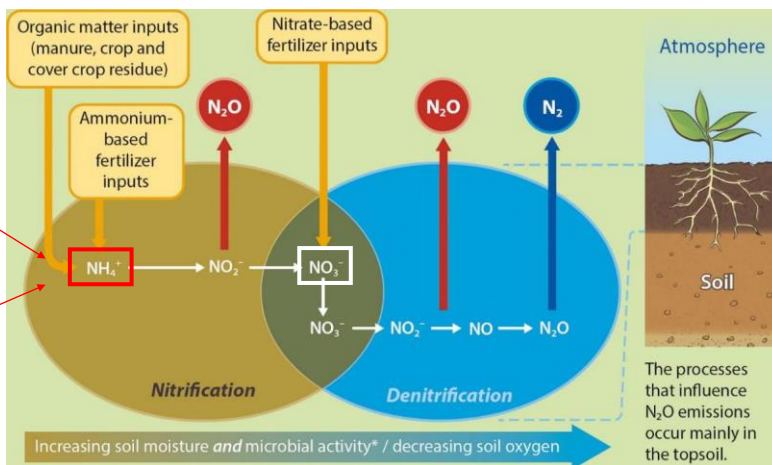 Organic matter inputs
(manure, crop and
cover crop residue)
Nitrate-based
fertilizer inputs
Atmosphere
Ammonium-
based
fertilizer
inputs
N₂O
N₂O
N₂
NH₄⁺
NO₂⁻
NO₃⁻
NO₃⁻
NO₂⁻
NO
N₂O
Soil
Nitrification
Denitrification
The processes
that influence
N₂O emissions
occur mainly in
the topsoil.
Increasing soil moisture and microbial activity* / decreasing soil oxygen